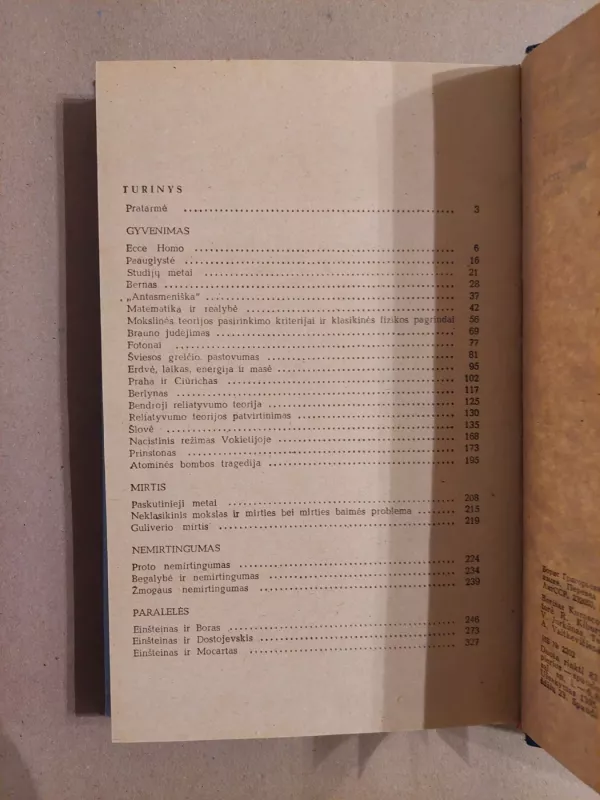 TURINYS
Pratarmė 3
GYVENIMAS
Ecce Homo 6
Peauglystė 16
Studijų metai 21
Bernas 28
„Antasmeniška“ 37
Matematika ir realybė 42
Mokslinės teorijos pasirinkimo kriterijai ir klasikinės fizikos pagrindai 56
Brauno judėjimas 69
Fotonai 77
Šviesos greičio pastovumas 81
Erdvė, laikas, energija ir masė 95
Praha ir Ciūrichas 102
Berlynas 117
Bendroji reliatyvumo teorija 125
Reliatyvumo teorijos patvirtinimas 130
Šlovė 135
Nacistinis režimas Vokietijoje 168
Prinstonas 173
Atominės bombos tragedija 195
MIRTIS
Paskutinieji metai 208
Neklasikinis mokslas ir mirties bei mirties baimės problema 215
Guliverio mirtis 219
NEMIRTINGUMAS
Proto nemirtingumas 224
Begalybė ir nemirtingumas 234
Žmogaus nemirtingumas 239
PARALELĖS
Einšteinas ir Boras 246
Einšteinas ir Dostojevskis 273
Einšteinas ir Mocartas 327